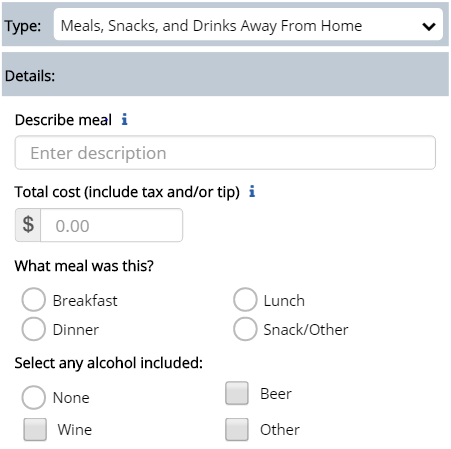 Type: Meals, Snacks, and Drinks Away From Home
Details:
Describe meal i
Enter description
Total cost (include tax and/or tip) i
$ 0.00
What meal was this?
Breakfast Lunch
Dinner Snack/Other
Select any alcohol included:
None Beer
Wine Other